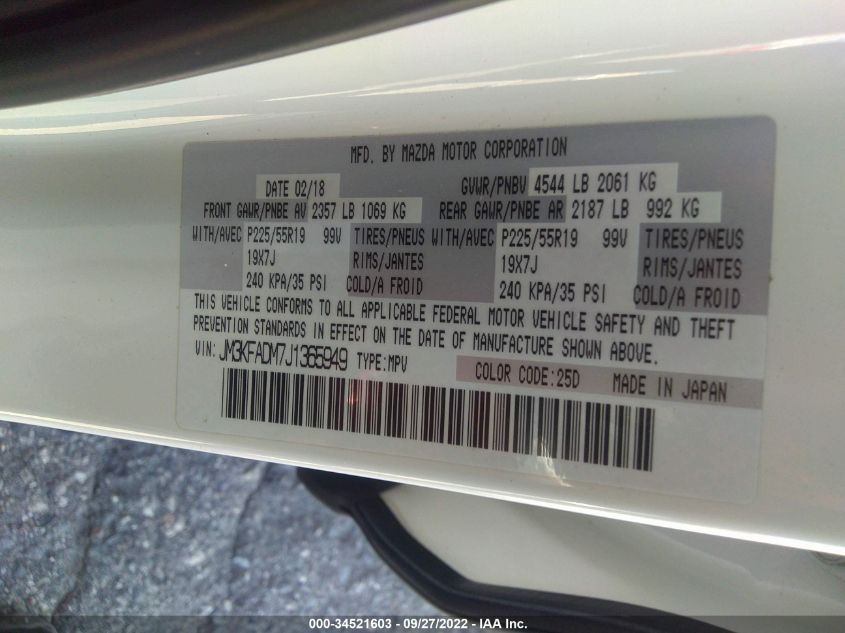 MFD. BY MAZDA MOTOR CORPORATION
DATE 02/18 GVWR/PNBV 4544 LB 2061 KG
FRONT GAWR/PNBE AV 2357 LB 1069 KG REAR GAWR/PNBE AR 2187 LB 992 KG
WITH/AVEC P225/55R19 99V TIRES/PNEUS WITH/AVEC P225/55R19 99V TIRES/PNEUS
19X7J RIMS/JANTES 19X7J RIMS/JANTES
240 KPA/35 PSI COLD/A FROID 240 KPA/35 PSI COLD/A FROID
THIS VEHICLE CONFORMS TO ALL APPLICABLE FEDERAL MOTOR VEHICLE SAFETY AND THEFT
PREVENTION STANDARDS IN EFFECT ON THE DATE OF MANUFACTURE SHOWN ABOVE.
VIN: JM3KFADM7J1365949 TYPE:MPV COLOR CODE:25D MADE IN JAPAN
000-34521603 - 09/27/2022 - IAA Inc.